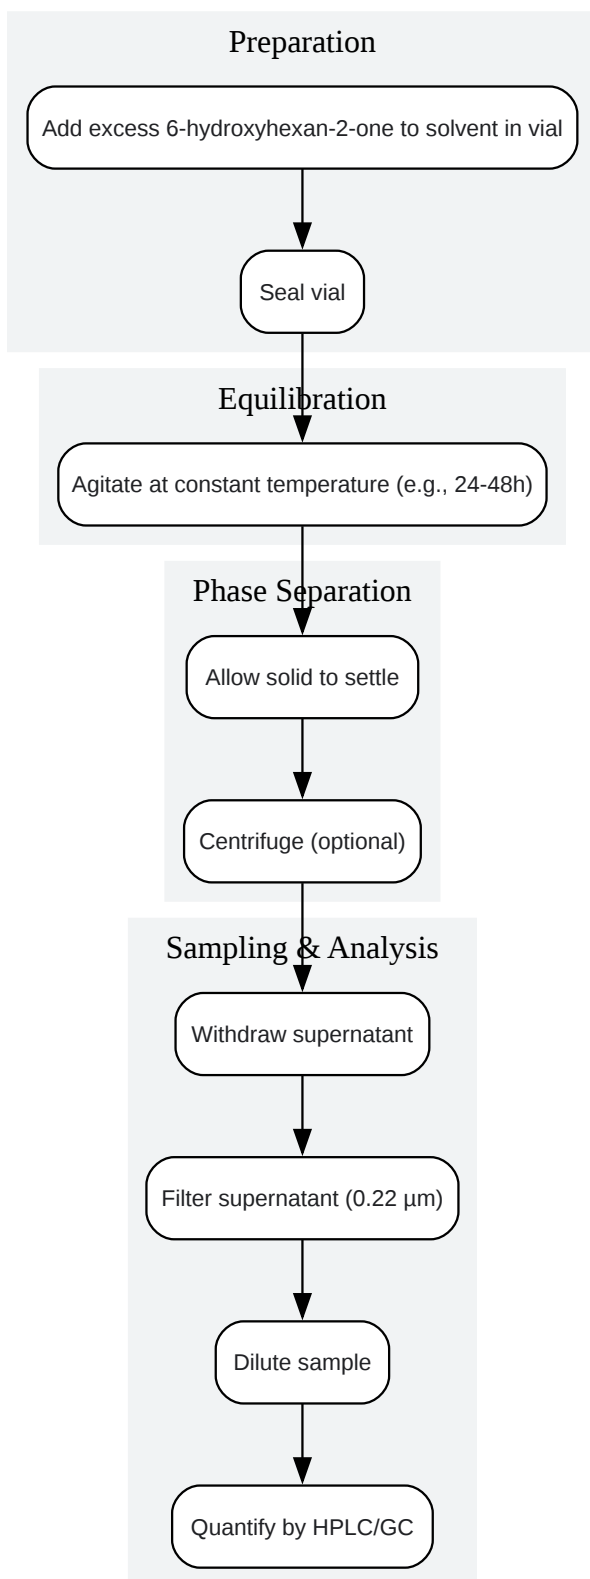 Preparation
Add excess 6-hydroxyhexan-2-one to solvent in vial
Seal vial
Equilibration
Agitate at constant temperature (e.g., 24-48h)
Phase Separation
Allow solid to settle
Centrifuge (optional)
Sampling & Analysis
Withdraw supernatant
Filter supernatant (0.22 µm)
Dilute sample
Quantify by HPLC/GC